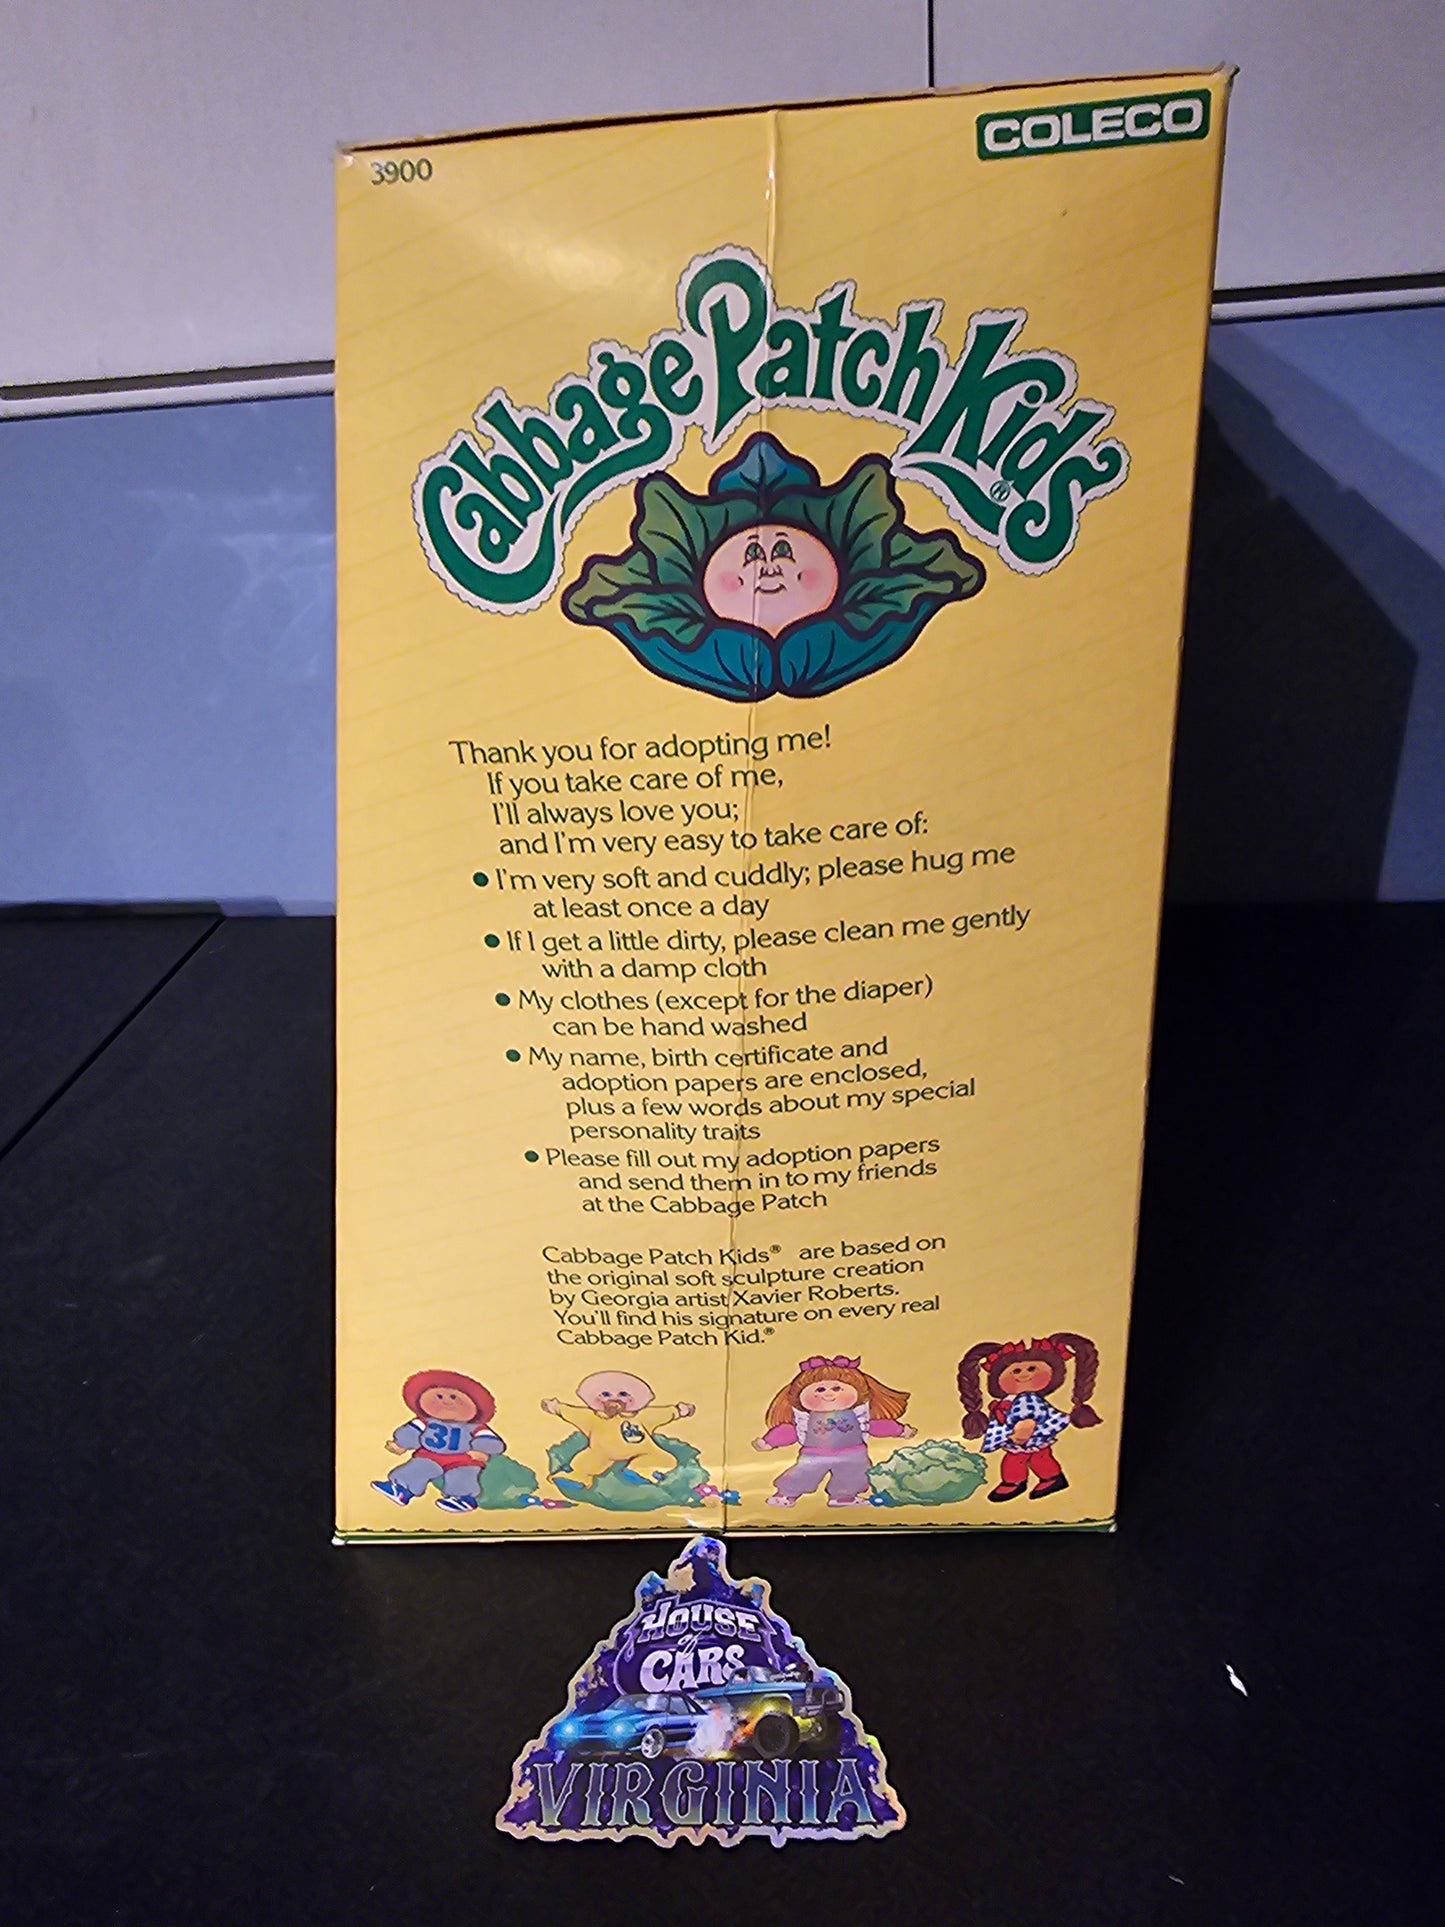 3900
COLECO
Cabbage Patch Kids®
Thank you for adopting me!
If you take care of me,
I'll always love you;
and I'm very easy to take care of:
• I'm very soft and cuddly; please hug me
at least once a day
• If I get a little dirty, please clean me gently
with a damp cloth
• My clothes (except for the diaper)
can be hand washed
• My name, birth certificate and
adoption papers are enclosed,
plus a few words about my special
personality traits
• Please fill out my adoption papers
and send them in to my friends
at the Cabbage Patch
Cabbage Patch Kids® are based on
the original soft sculpture creation
by Georgia artist Xavier Roberts.
You'll find his signature on every real
Cabbage Patch Kid.®
31
HOUSE
of
CARS
VIRGINIA